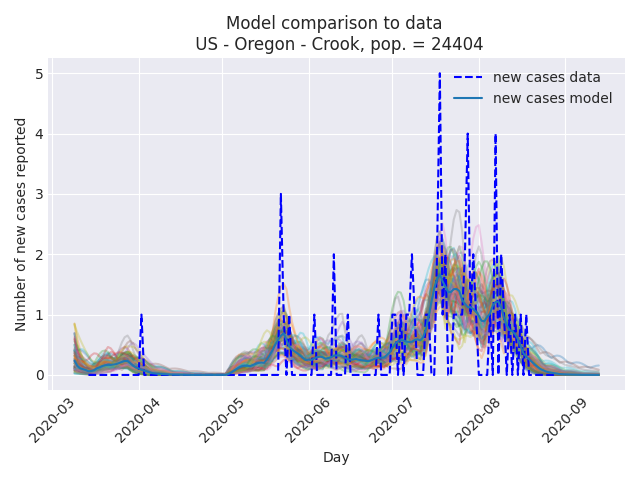 Model comparison to data
US - Oregon - Crook, pop. = 24404
new cases data
new cases model
Number of new cases reported
5
4
3
2
1
0
2020-03
2020-04
2020-05
2020-06
2020-07
2020-08
2020-09
Day